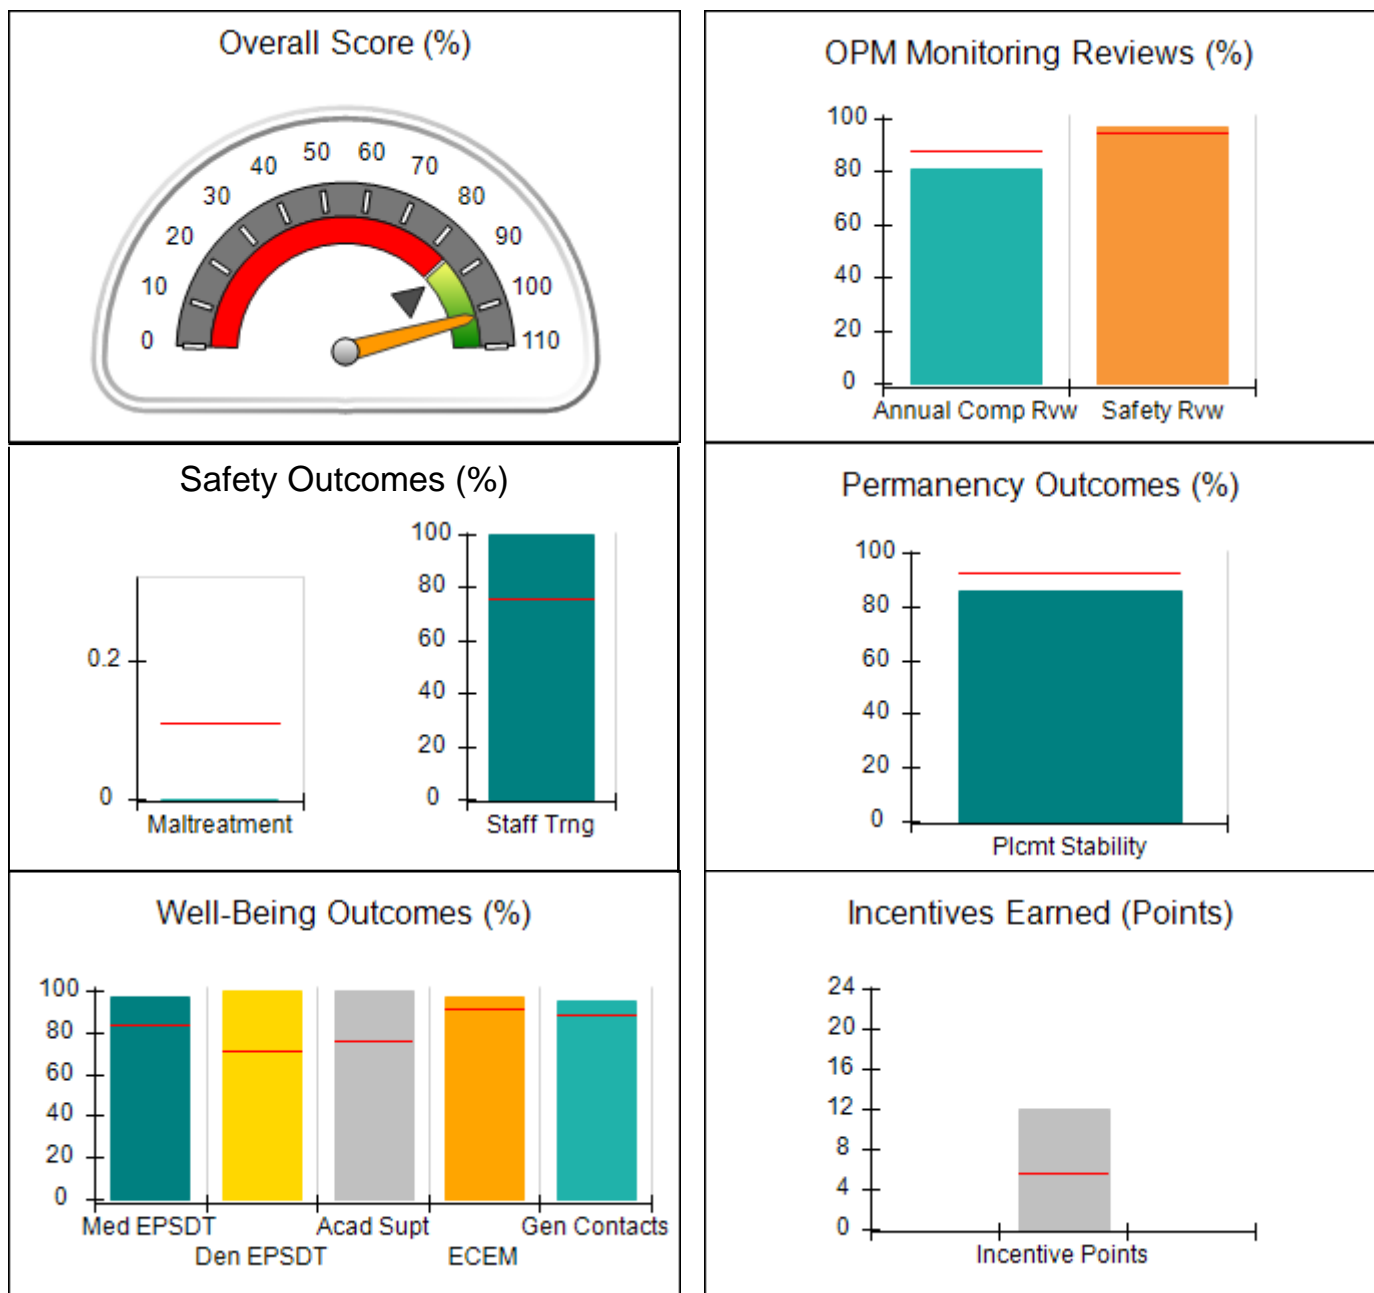 Overall Score (%)
0
10
20
30
40
50
60
70
80
90
100
110
OPM Monitoring Reviews (%)
100
80
60
40
20
0
Annual Comp Rvw
Safety Rvw
Safety Outcomes (%)
0.2
0
Maltreatment
100
80
60
40
20
0
Staff Trng
Permanency Outcomes (%)
100
80
60
40
20
0
Plcmt Stability
Well-Being Outcomes (%)
100
80
60
40
20
0
Med EPSDT
Den EPSDT
Acad Supt
ECEM
Gen Contacts
Incentives Earned (Points)
24
20
16
12
8
4
0
Incentive Points